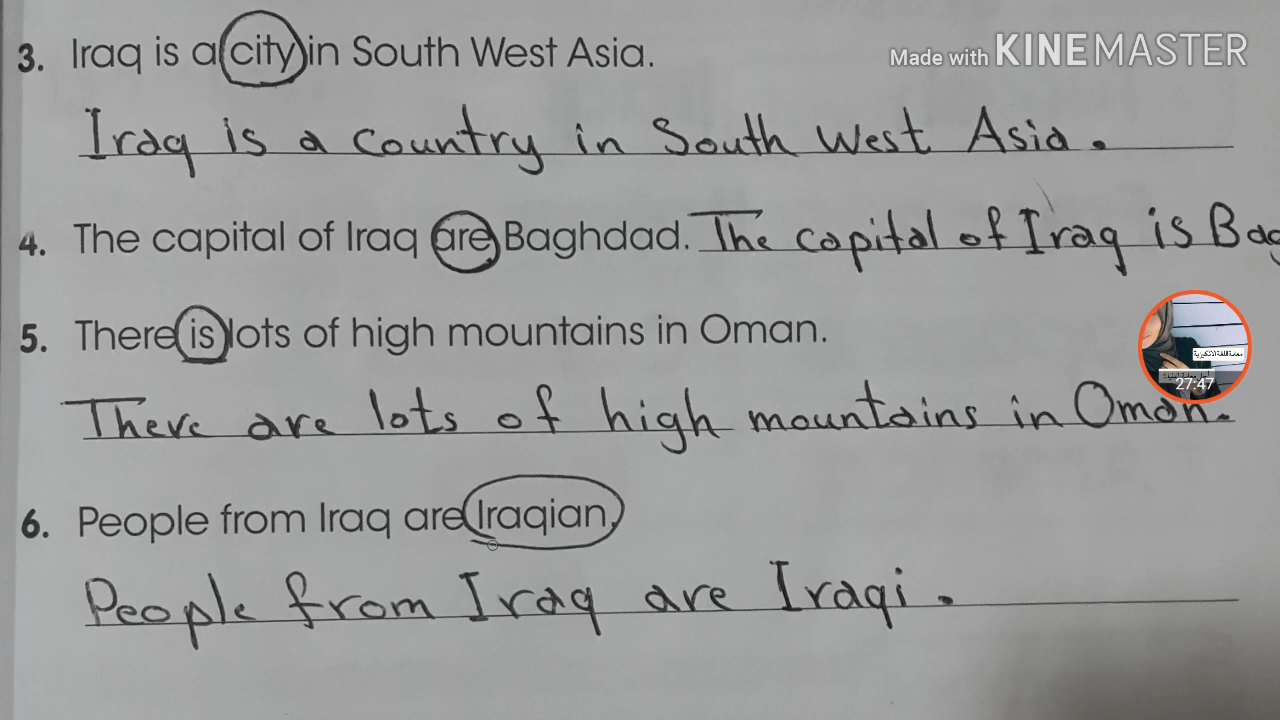 Made with KINEMASTER
3. Iraq is a city in South West Asia.
Iraq is a country in South West Asia.
4. The capital of Iraq are Baghdad. The capital of Iraq is Bag
5. There is lots of high mountains in Oman.
معلمة اللغة الانكليزية
27:47
There are lots of high mountains in Oman.
6. People from Iraq are Iraqian.
People from Iraq are Iraqi.